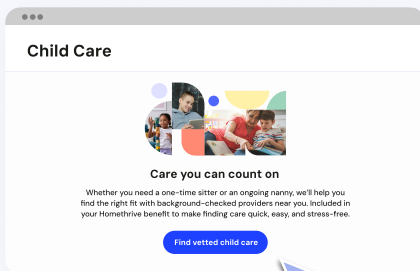 Child Care
Care you can count on
Whether you need a one-time sitter or an ongoing nanny, we'll help you
find the right fit with background-checked providers near you. Included in
your Homethrive benefit to make finding care quick, easy, and stress-free.
Find vetted child care